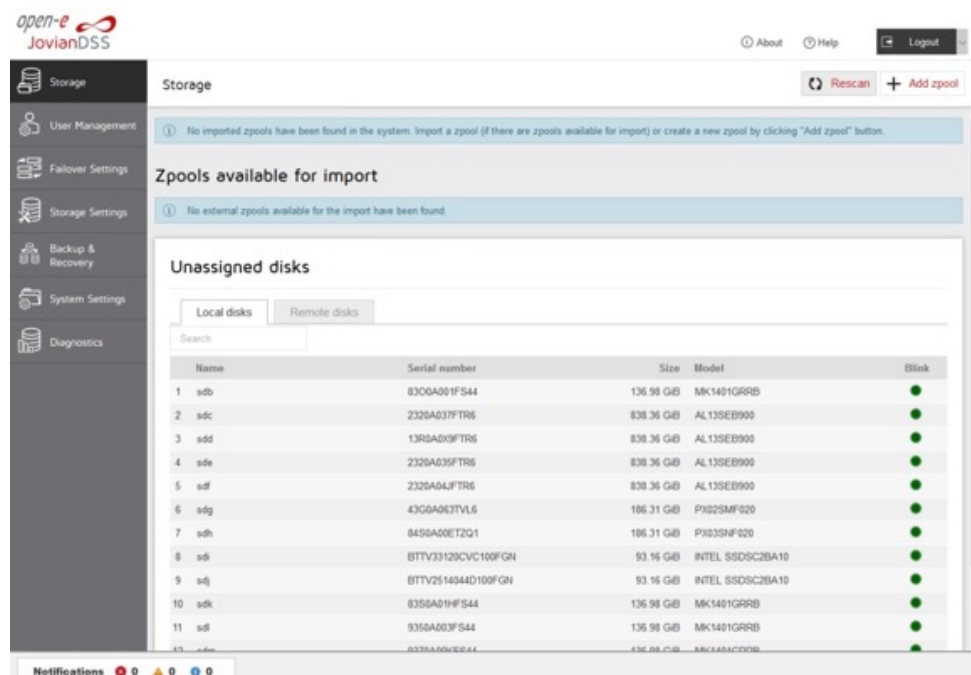 open-e
JovianDSS
About
Help
Logout
Storage
User Management
Failover Settings
Storage Settings
Backup &
Recovery
System Settings
Diagnostics
Storage
Rescan
Add zpool
No imported zpools have been found in the system. Import a zpool (if there are zpools available for import) or create a new zpool by clicking "Add zpool" button.
Zpools available for import
No external zpools available for the import have been found.
Unassigned disks
Local disks Remote disks
Search
Name Serial number Size Model Blink
1 sdb 83O0A001FS44 136.98 GiB MK1401GRRB
2 sdc 2320A037FTR6 838.36 GiB AL13SEB900
3 sdd 13R0A0X9FTR6 838.36 GiB AL13SEB900
4 sde 2320A035FTR6 838.36 GiB AL13SEB900
5 sdf 2320A04JFTR6 838.36 GiB AL13SEB900
6 sdg 43G0A063TVL6 186.31 GiB PX02SMF020
7 sdh 84S0A00ETZQ1 186.31 GiB PX03SNF020
8 sdi BTTV33120CVC100FGN 93.16 GiB INTEL SSDSC2BA10
9 sdj BTTV2514044D100FGN 93.16 GiB INTEL SSDSC2BA10
10 sdk 83S0A01HFS44 136.98 GiB MK1401GRRB
11 sdl 9350A003FS44 136.98 GiB MK1401GRRB
Notifications 0 0 0